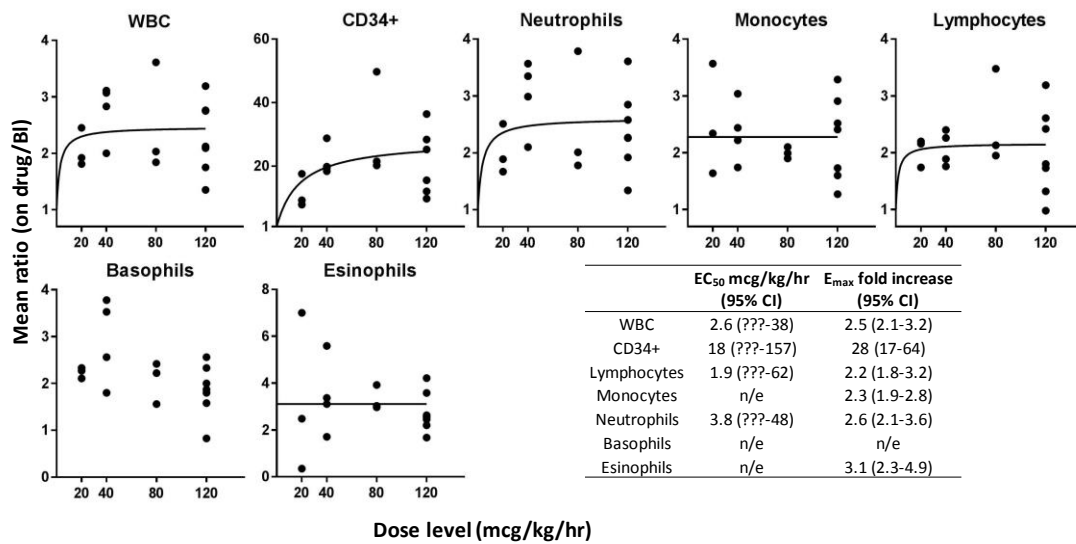 WBC
CD34+
Neutrophils
Monocytes
Lymphocytes
4
3
2
1
20 40 80 120
60
40
20
1
20 40 80 120
4
3
2
1
20 40 80 120
4
3
2
1
20 40 80 120
4
3
2
1
20 40 80 120
Mean ratio (on drug/Bl)
Basophils
Esinophils
4
3
2
1
0
20 40 80 120
8
6
4
2
0
20 40 80 120
EC50 mcg/kg/hr Emax fold increase
(95% CI) (95% CI)
WBC 2.6 (???-38) 2.5 (2.1-3.2)
CD34+ 18 (???-157) 28 (17-64)
Lymphocytes 1.9 (???-62) 2.2 (1.8-3.2)
Monocytes n/e 2.3 (1.9-2.8)
Neutrophils 3.8 (???-48) 2.6 (2.1-3.6)
Basophils n/e n/e
Esinophils n/e 3.1 (2.3-4.9)
Dose level (mcg/kg/hr)